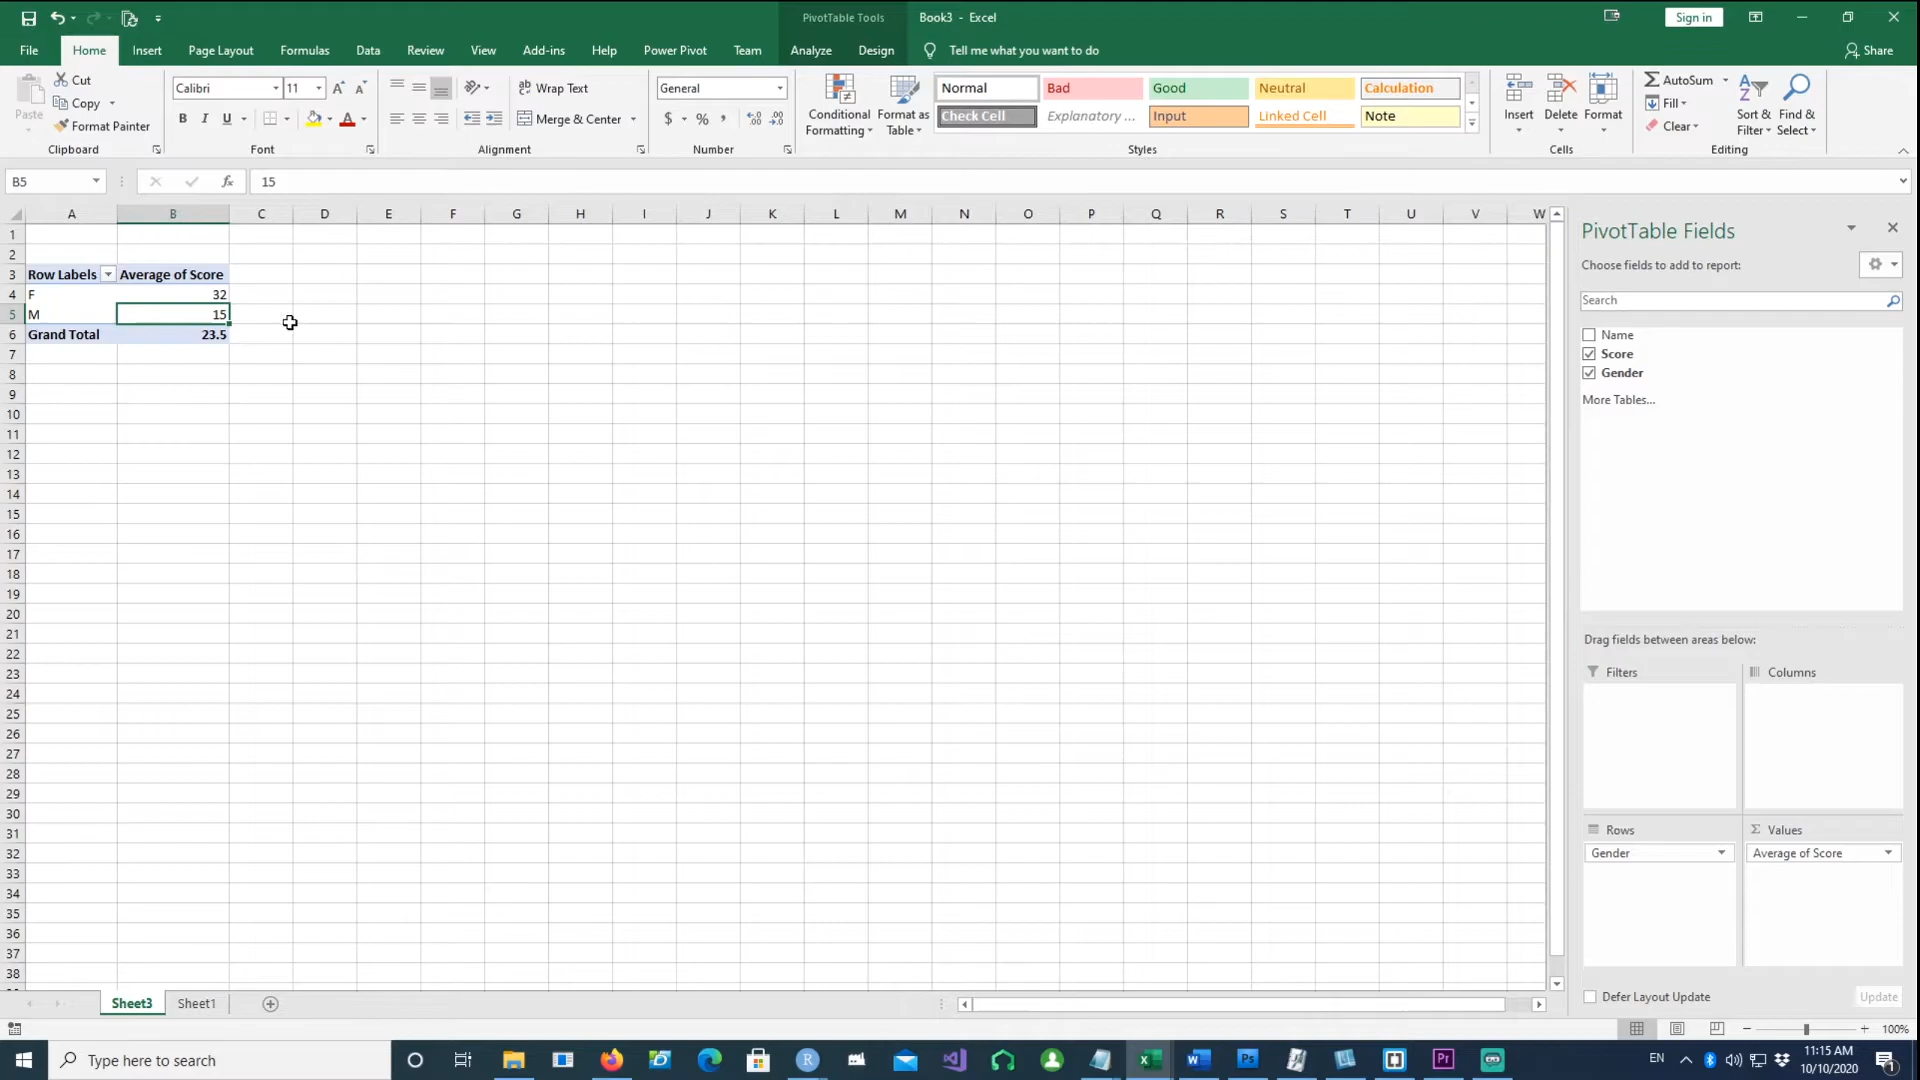 PivotTable Tools
Book3 - Excel
Sign in
File
Home
Insert
Page Layout
Formulas
Data
Review
View
Add-ins
Help
Power Pivot
Team
Analyze
Design
Tell me what you want to do
Share
Paste
Cut
Copy
Format Painter
Clipboard
Calibri
11
B I U
Font
Wrap Text
Merge & Center
Alignment
General
$ %
Number
Conditional
Formatting
Format as
Table
Normal
Bad
Good
Neutral
Calculation
Check Cell
Explanatory ...
Input
Linked Cell
Note
Styles
Insert
Delete
Format
Cells
AutoSum
Fill
Clear
Sort &
Filter
Find &
Select
Editing
B5
fx
15
A B C D E F G H I J K L M N O P Q R S T U V W
1
2
3 Row Labels Average of Score
4 F 32
5 M 15
6 Grand Total 23.5
7
8
9
10
11
12
13
14
15
16
17
18
19
20
21
22
23
24
25
26
27
28
29
30
31
32
33
34
35
36
37
38
PivotTable Fields
Choose fields to add to report:
Search
Name
Score
Gender
More Tables...
Drag fields between areas below:
Filters
Columns
Rows
Values
Gender
Average of Score
Defer Layout Update
Update
Sheet3
Sheet1
100%
Type here to search
EN
11:15 AM
10/10/2020